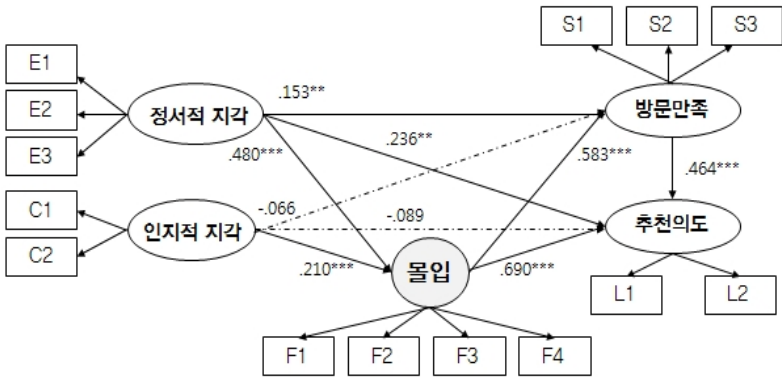 S1
S2
S3
E1
E2
E3
정서적 지각
.153**
방문만족
.480***
.236**
.583***
.464***
C1
C2
인지적 지각
-.066
-.089
추천의도
.210***
몰입
.690***
L1
L2
F1
F2
F3
F4